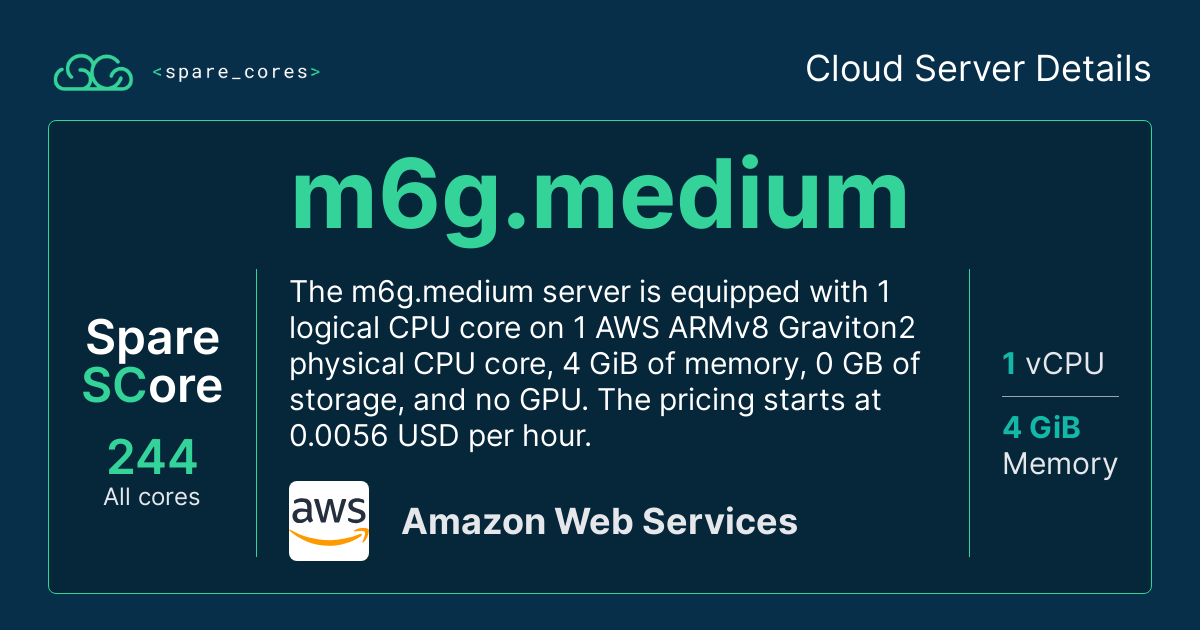 <spare_cores>
Cloud Server Details
m6g.medium
Spare
SCore
244
All cores
The m6g.medium server is equipped with 1
logical CPU core on 1 AWS ARMv8 Graviton2
physical CPU core, 4 GiB of memory, 0 GB of
storage, and no GPU. The pricing starts at
0.0056 USD per hour.
aws
Amazon Web Services
1 vCPU
4 GiB
Memory